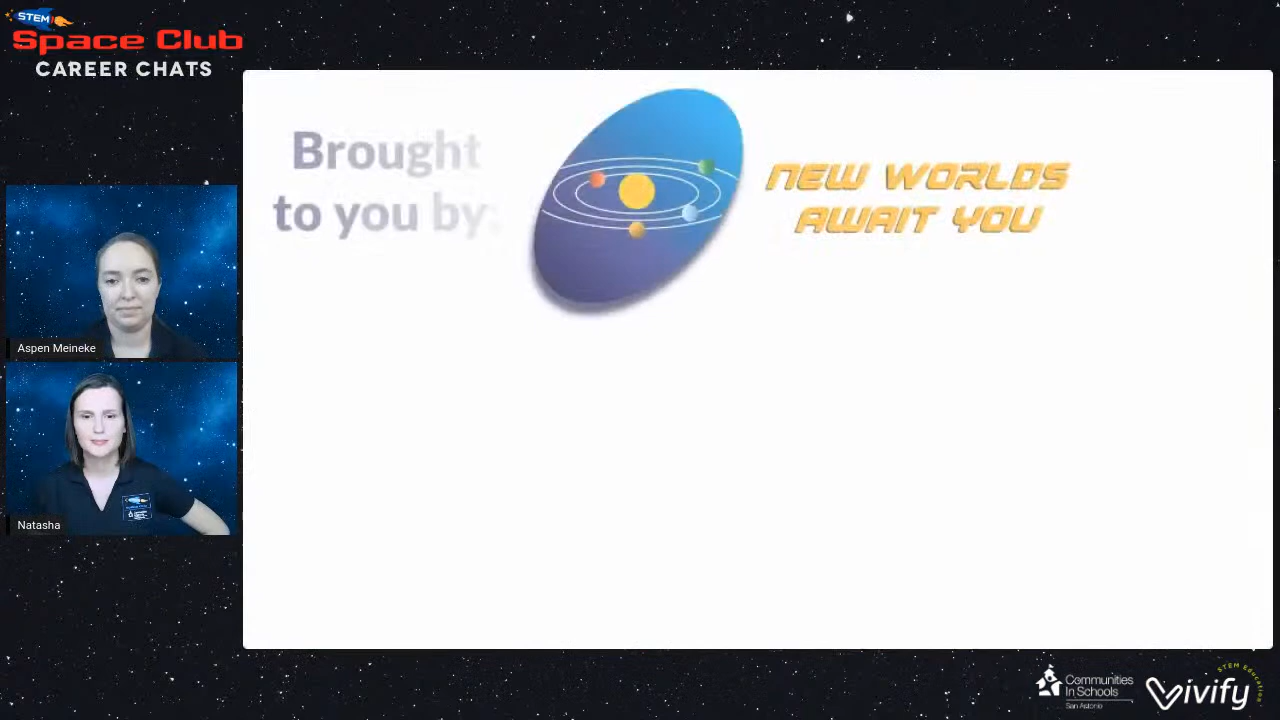 STEM
Space Club
CAREER CHATS
Brought
to you by:
NEW WORLDS
AWAIT YOU
Aspen Meineke
Natasha
Communities
In Schools
San Antonio
Vivify
STEM Education